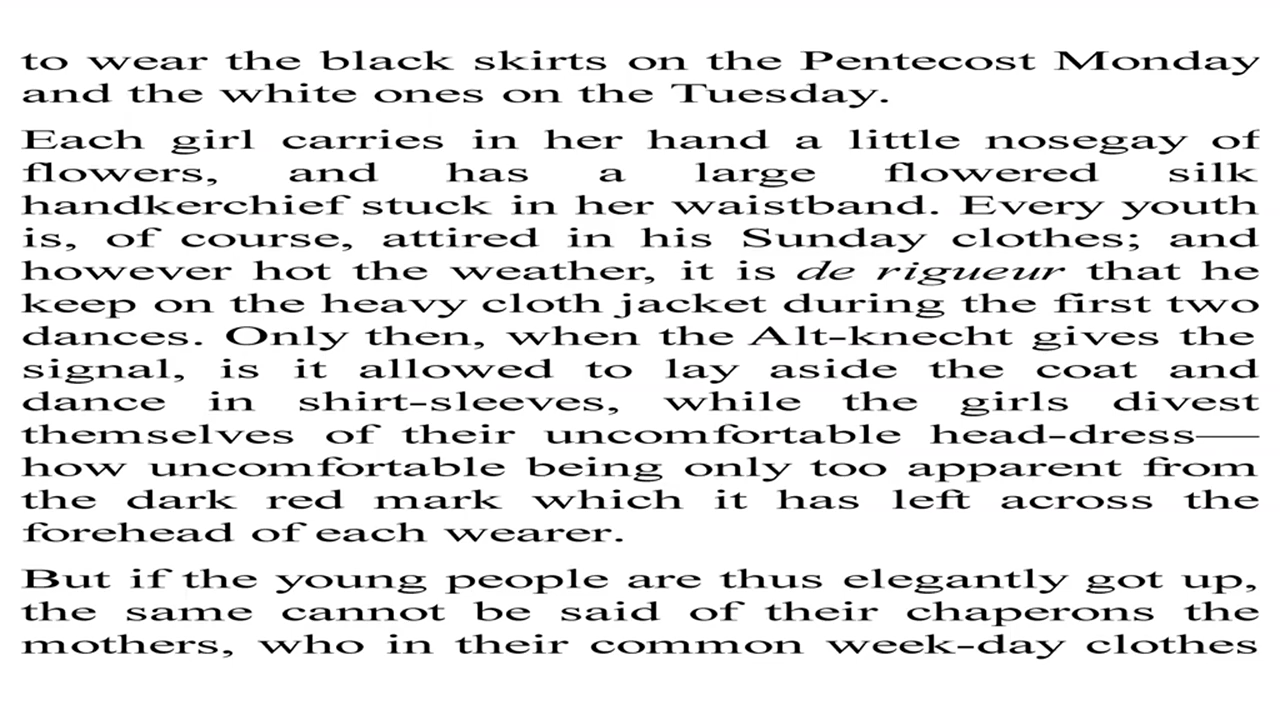 to wear the black skirts on the Pentecost Monday
and the white ones on the Tuesday.
Each girl carries in her hand a little nosegay of
flowers, and has a large flowered silk
handkerchief stuck in her waistband. Every youth
is, of course, attired in his Sunday clothes; and
however hot the weather, it is de rigueur that he
keep on the heavy cloth jacket during the first two
dances. Only then, when the Alt-knecht gives the
signal, is it allowed to lay aside the coat and
dance in shirt-sleeves, while the girls divest
themselves of their uncomfortable head-dress—
how uncomfortable being only too apparent from
the dark red mark which it has left across the
forehead of each wearer.
But if the young people are thus elegantly got up,
the same cannot be said of their chaperons the
mothers, who in their common week-day clothes